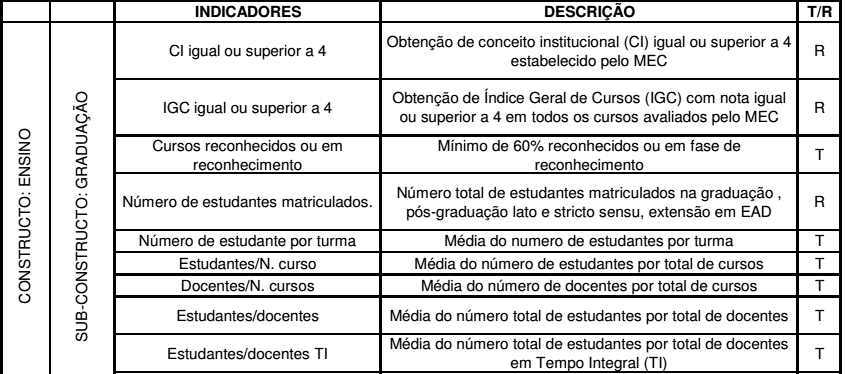 INDICADORES DESCRIÇÃO T/R
CONSTRUCTO: ENSINO
SUB-CONSTRUCTO: GRADUAÇÃO
CI igual ou superior a 4
Obtenção de conceito institucional (CI) igual ou superior a 4
estabelecido pelo MEC
R
IGC igual ou superior a 4
Obtenção de Índice Geral de Cursos (IGC) com nota igual
ou superior a 4 em todos os cursos avaliados pelo MEC
R
Cursos reconhecidos ou em
reconhecimento
Mínimo de 60% reconhecidos ou em fase de
reconhecimento
T
Número de estudantes matriculados.
Número total de estudantes matriculados na graduação ,
pós-graduação lato e stricto sensu, extensão em EAD
R
Número de estudante por turma
Média do numero de estudantes por turma
T
Estudantes/N. curso
Média do número de estudantes por total de cursos
T
Docentes/N. cursos
Média do número de docentes por total de cursos
T
Estudantes/docentes
Média do número total de estudantes por total de docentes
T
Estudantes/docentes TI
Média do número total de estudantes por total de docentes
em Tempo Integral (TI)
T